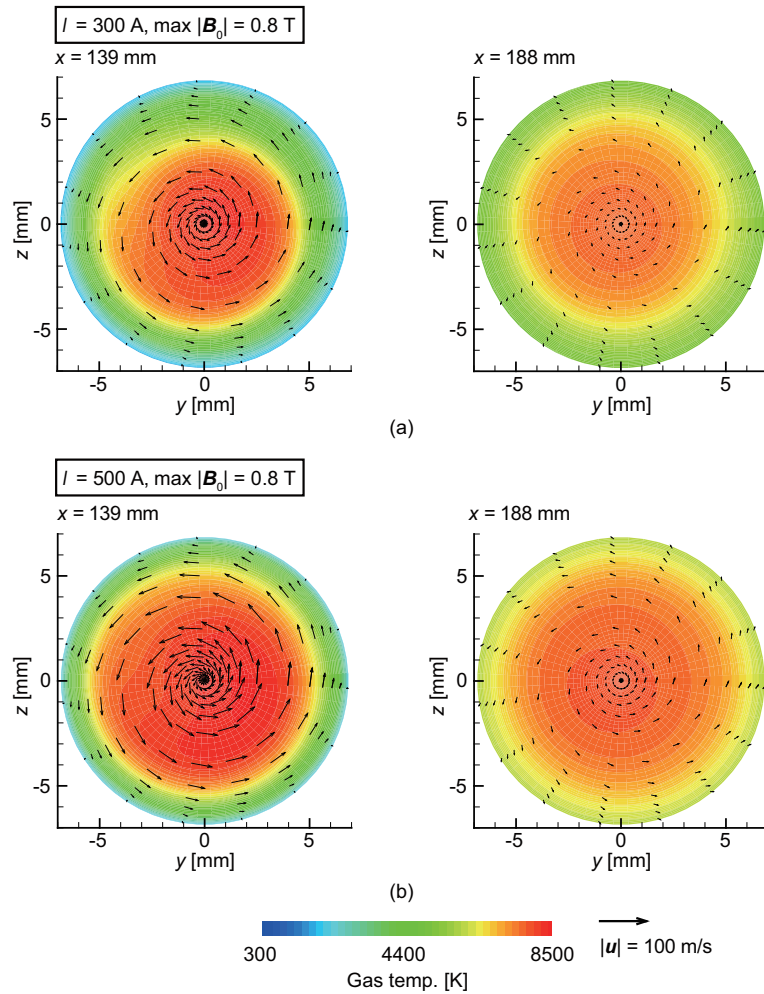 I = 300 A, max |B₀| = 0.8 T
x = 139 mm
x = 188 mm
5
0
-5
z [mm]
-5 0 5
y [mm]
5
0
-5
z [mm]
-5 0 5
y [mm]
(a)
I = 500 A, max |B₀| = 0.8 T
x = 139 mm
x = 188 mm
5
0
-5
z [mm]
-5 0 5
y [mm]
5
0
-5
z [mm]
-5 0 5
y [mm]
(b)
300 4400 8500
Gas temp. [K]
|u| = 100 m/s